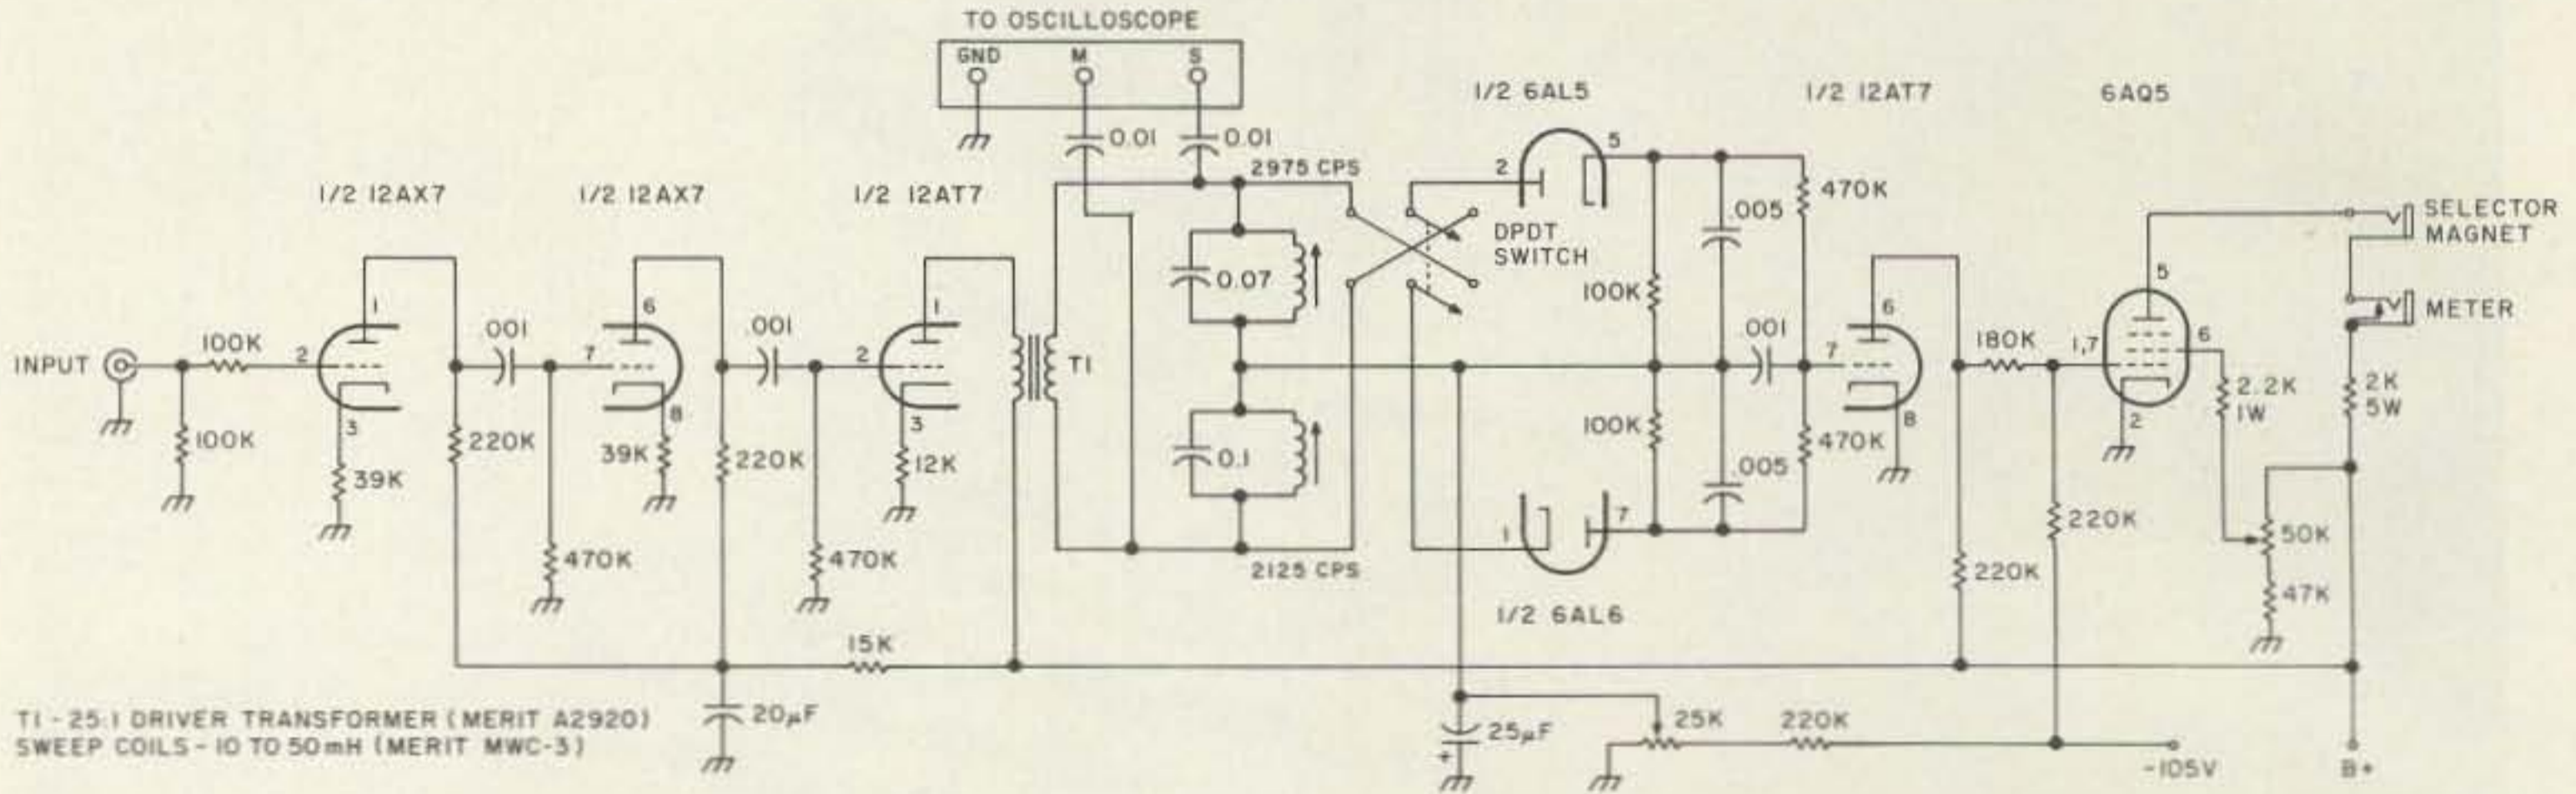 TO OSCILLOSCOPE
GND M S
0.01 0.01
1/2 12AX7
1/2 12AX7
1/2 12AT7
2975 CPS
1/2 6AL5
1/2 12AT7
6AQ5
INPUT
100K
100K
2
1
3
39K
220K
.001
470K
7
6
8
39K
220K
.001
470K
2
1
3
12K
T1
0.07
0.1
2125 CPS
DPDT
SWITCH
2
5
1
7
1/2 6AL6
100K
100K
.005
.005
470K
470K
.001
7
6
8
180K
220K
220K
1,7
5
6
2
2.2K
1W
50K
47K
SELECTOR
MAGNET
METER
2K
5W
15K
20µF
25µF
+
25K
220K
-105V
B+
T1 - 25:1 DRIVER TRANSFORMER (MERIT A2920)
SWEEP COILS - 10 TO 50mH (MERIT MWC-3)